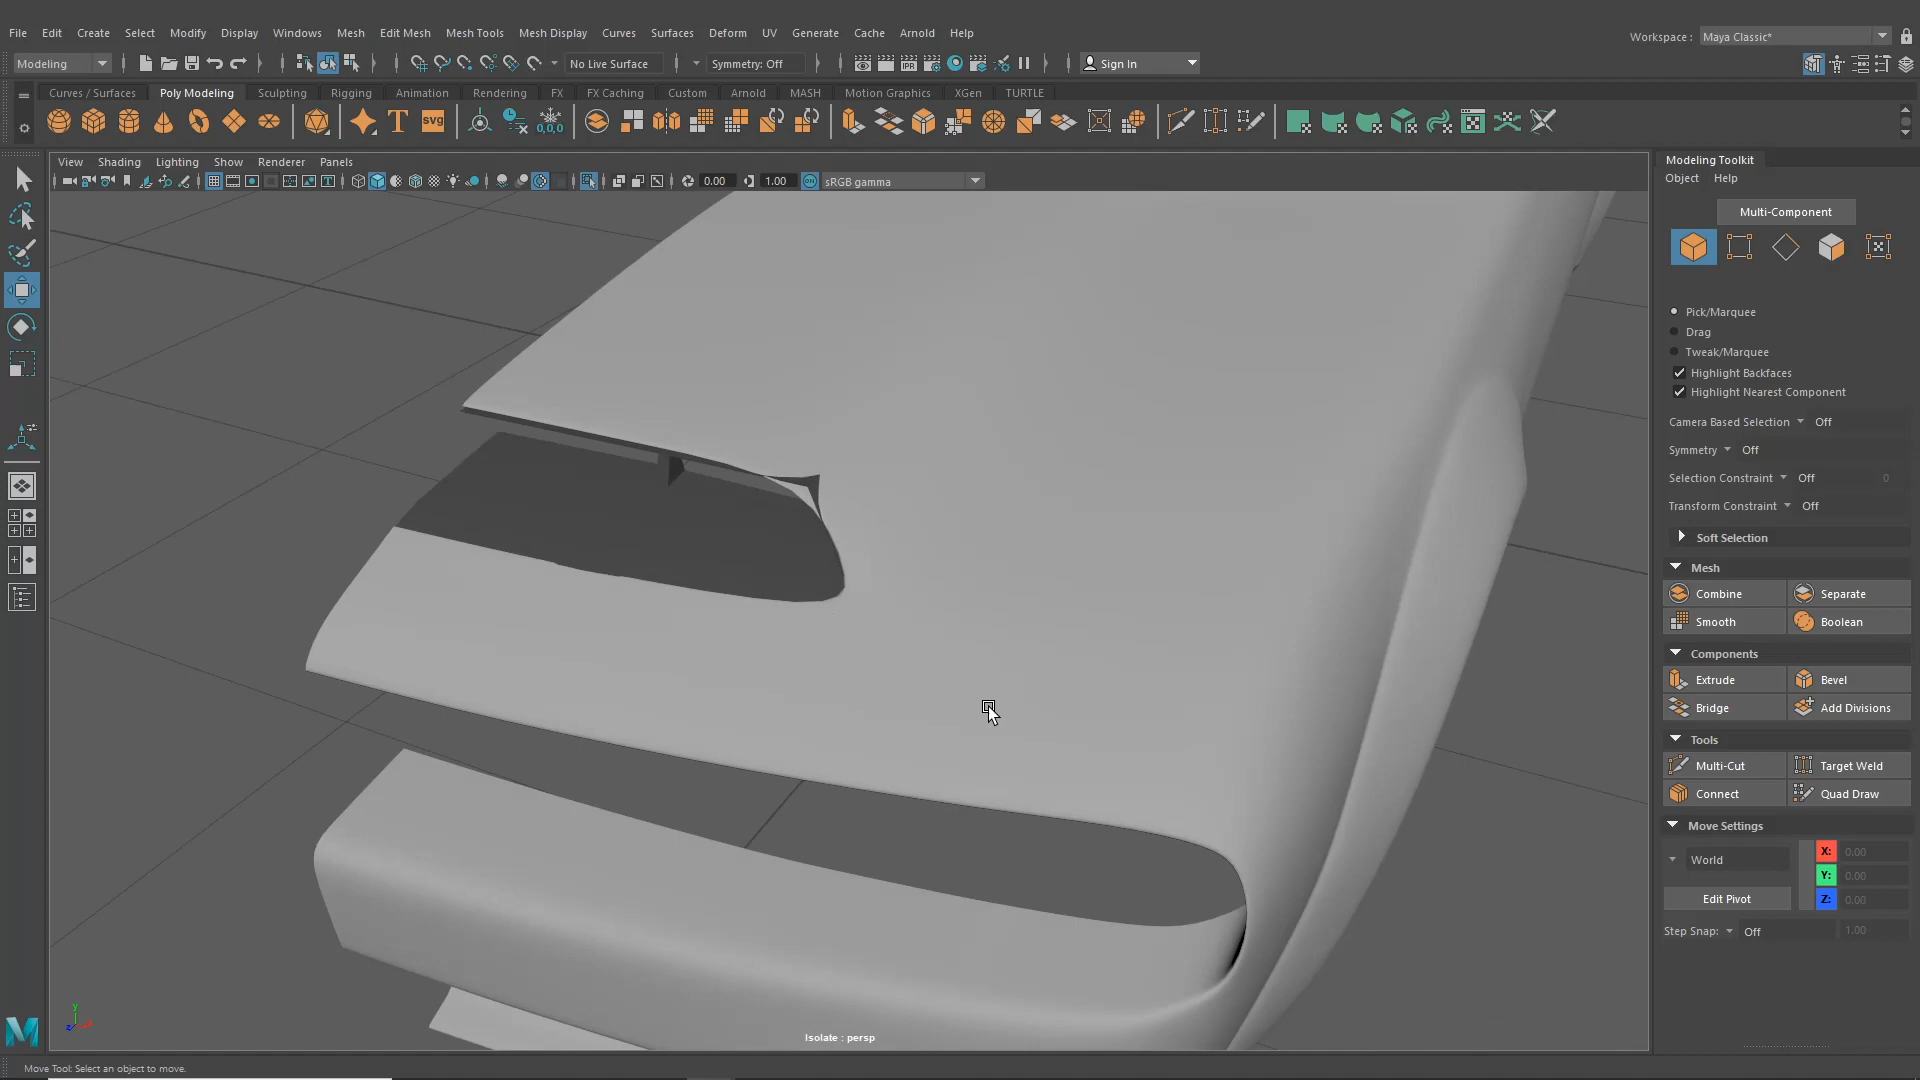 File Edit Create Select Modify Display Windows Mesh Edit Mesh Mesh Tools Mesh Display Curves Surfaces Deform UV Generate Cache Arnold Help
Workspace : Maya Classic*
Modeling No Live Surface Symmetry: Off Sign In
Curves / Surfaces Poly Modeling Sculpting Rigging Animation Rendering FX FX Caching Custom Arnold MASH Motion Graphics XGen TURTLE
T SVG 0,0,0
View Shading Lighting Show Renderer Panels
0.00 1.00 ON sRGB gamma
Isolate : persp
y
z
Move Tool: Select an object to move.
Modeling Toolkit
Object Help
Multi-Component
Pick/Marquee
Drag
Tweak/Marquee
Highlight Backfaces
Highlight Nearest Component
Camera Based Selection Off
Symmetry Off
Selection Constraint Off 0
Transform Constraint Off
Soft Selection
Mesh
Combine Separate
Smooth Boolean
Components
Extrude Bevel
Bridge Add Divisions
Tools
Multi-Cut Target Weld
Connect Quad Draw
Move Settings
World
X: 0.00
Y: 0.00
Edit Pivot
Z: 0.00
Step Snap: Off 1.00